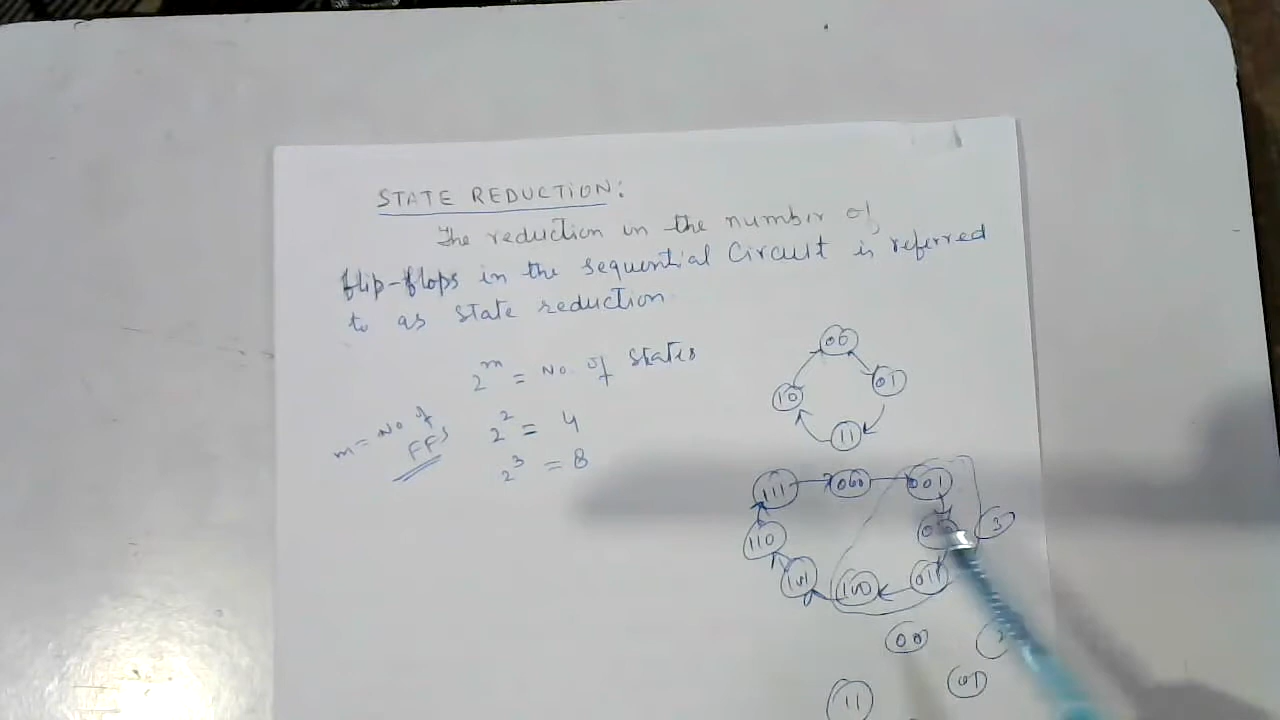 STATE REDUCTION:
The reduction in the number of
flip-flops in the sequential Circuit is referred
to as state reduction
2^m = No. of States
m = No of FFS
2^2 = 4
2^3 = 8
00
10 01
11
111 000 001
3
110
101 100 011
00
01
11